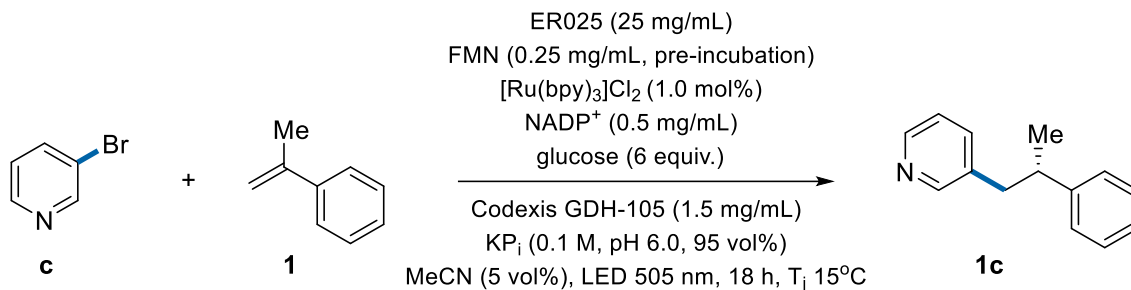 ER025 (25 mg/mL)
FMN (0.25 mg/mL, pre-incubation)
[Ru(bpy)₃]Cl₂ (1.0 mol%)
NADP⁺ (0.5 mg/mL)
glucose (6 equiv.)
Br
N
c
+
Me
1
Codexis GDH-105 (1.5 mg/mL)
KPᵢ (0.1 M, pH 6.0, 95 vol%)
MeCN (5 vol%), LED 505 nm, 18 h, Tⱼ 15°C
Me
N
1c